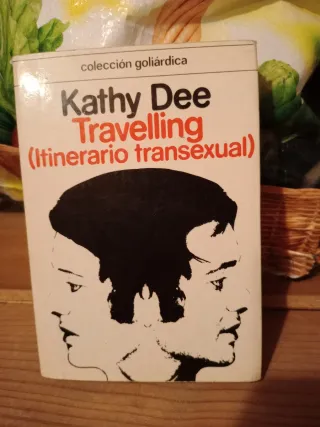 colección goliárdica
Kathy Dee
Travelling
(Itinerario transexual)